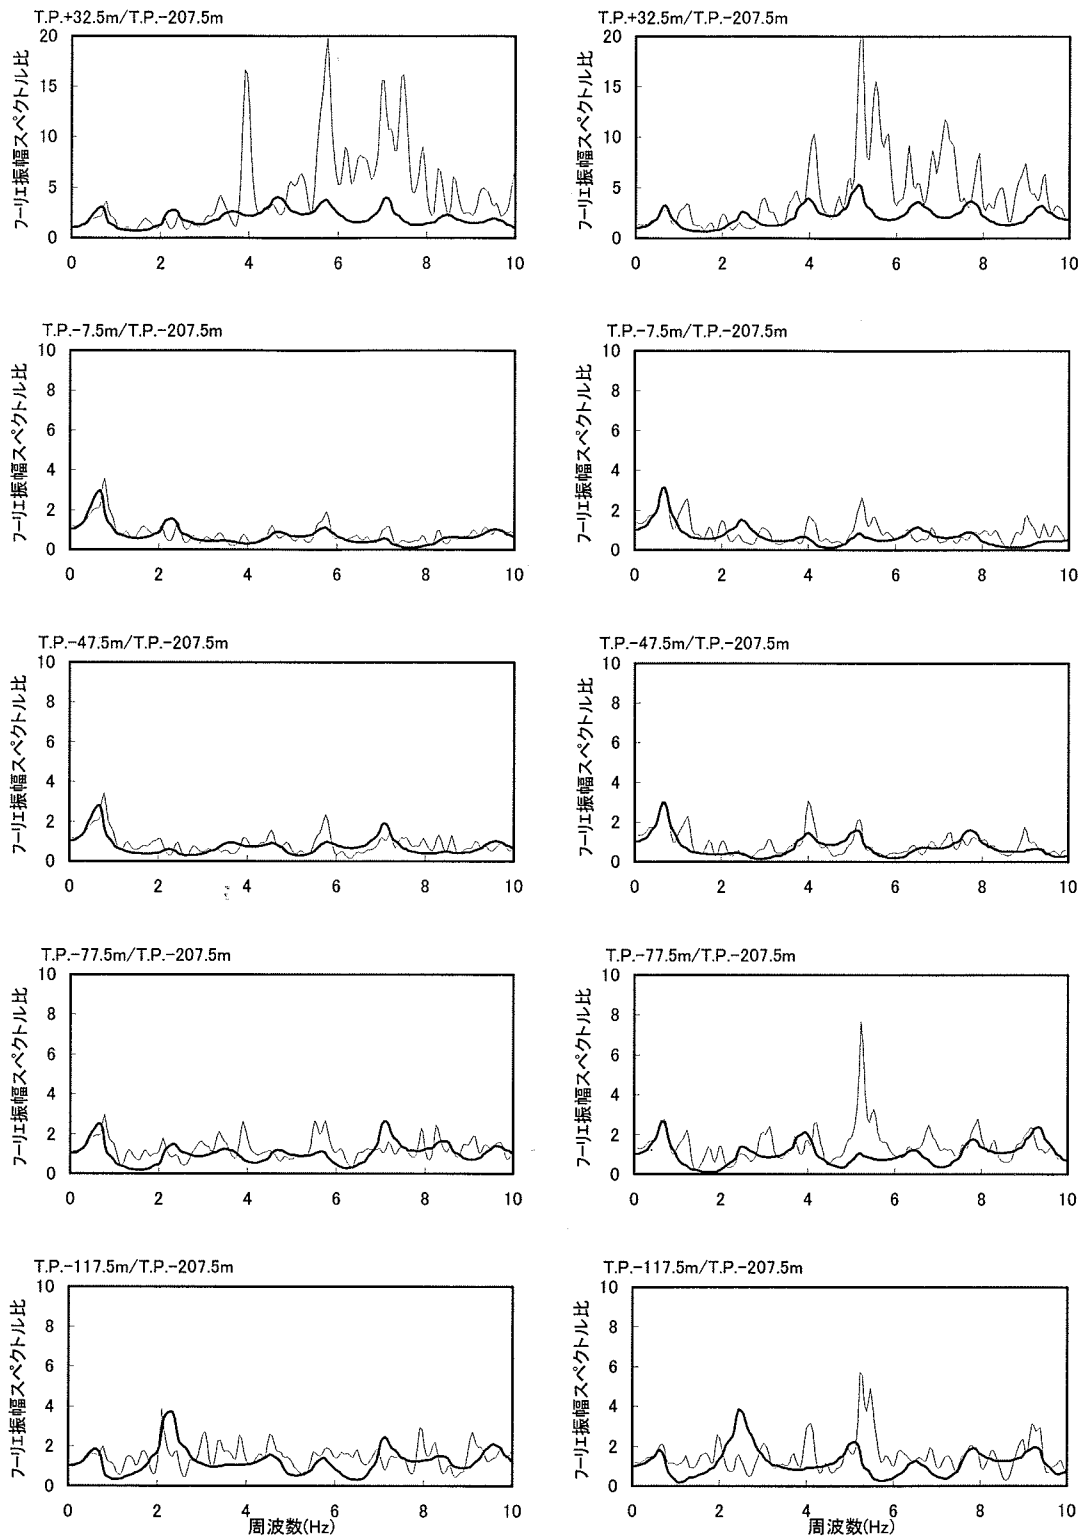 T.P.+32.5m/T.P.-207.5m
フーリエ振幅スペクトル比
20
15
10
5
0
0 2 4 6 8 10
T.P.+32.5m/T.P.-207.5m
フーリエ振幅スペクトル比
20
15
10
5
0
0 2 4 6 8 10
T.P.-7.5m/T.P.-207.5m
フーリエ振幅スペクトル比
10
8
6
4
2
0
0 2 4 6 8 10
T.P.-7.5m/T.P.-207.5m
フーリエ振幅スペクトル比
10
8
6
4
2
0
0 2 4 6 8 10
T.P.-47.5m/T.P.-207.5m
フーリエ振幅スペクトル比
10
8
6
4
2
0
0 2 4 6 8 10
T.P.-47.5m/T.P.-207.5m
フーリエ振幅スペクトル比
10
8
6
4
2
0
0 2 4 6 8 10
T.P.-77.5m/T.P.-207.5m
フーリエ振幅スペクトル比
10
8
6
4
2
0
0 2 4 6 8 10
T.P.-77.5m/T.P.-207.5m
フーリエ振幅スペクトル比
10
8
6
4
2
0
0 2 4 6 8 10
T.P.-117.5m/T.P.-207.5m
フーリエ振幅スペクトル比
10
8
6
4
2
0
0 2 4 6 8 10
周波数(Hz)
T.P.-117.5m/T.P.-207.5m
フーリエ振幅スペクトル比
10
8
6
4
2
0
0 2 4 6 8 10
周波数(Hz)